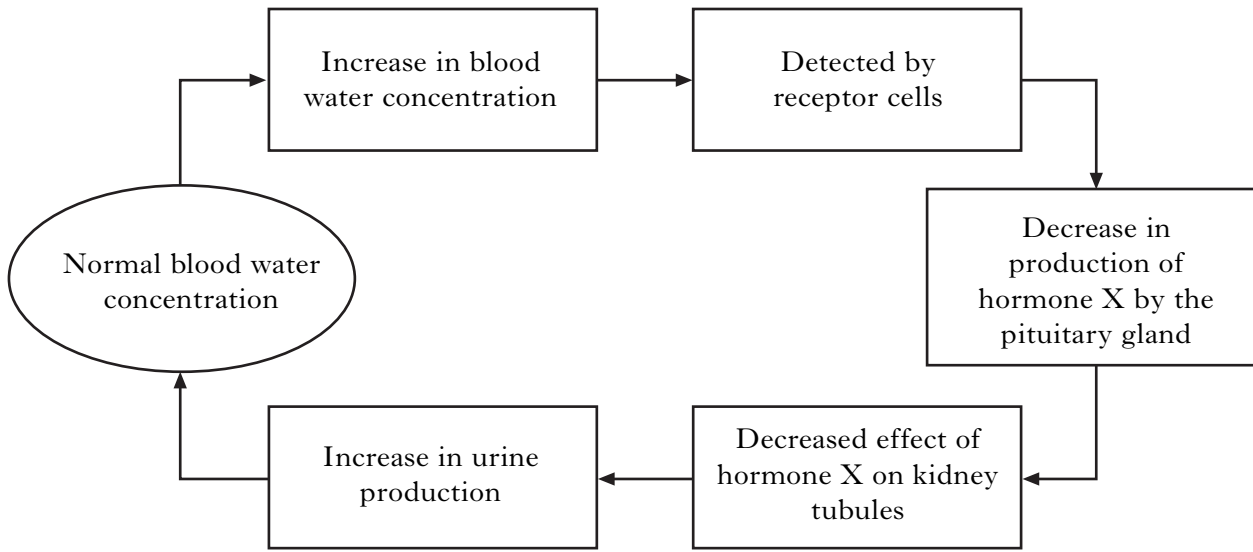 Increase in blood
water concentration
Detected by
receptor cells
Decrease in
production of
hormone X by the
pituitary gland
Decreased effect of
hormone X on kidney
tubules
Increase in urine
production
Normal blood water
concentration